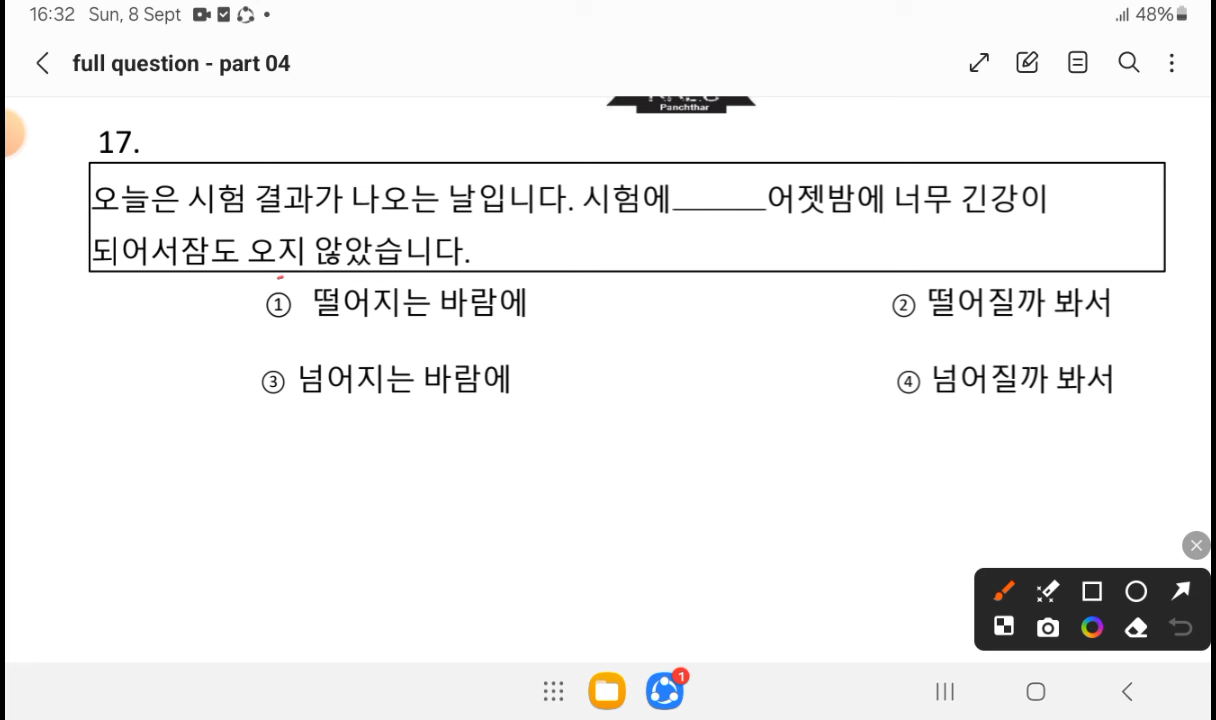 16:32 Sun, 8 Sept 48%
full question - part 04
Panchthar
17.
오늘은 시험 결과가 나오는 날입니다. 시험에______어젯밤에 너무 긴강이
되어서잠도 오지 않았습니다.
① 떨어지는 바람에 ② 떨어질까 봐서
③ 넘어지는 바람에 ④ 넘어질까 봐서
1